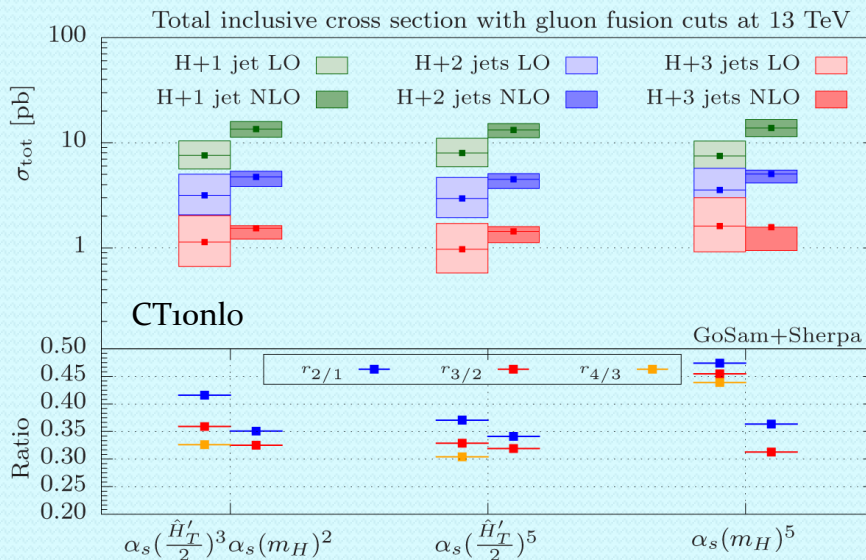 Total inclusive cross section with gluon fusion cuts at 13 TeV
100
10
1
σtot [pb]
H+1 jet LO H+2 jets LO H+3 jets LO
H+1 jet NLO H+2 jets NLO H+3 jets NLO
CT10nlo
GoSam+Sherpa
0.50
0.45
0.40
0.35
0.30
0.25
0.20
Ratio
r2/1 r3/2 r4/3
αs(Ĥ′T/2)³αs(mH)² αs(Ĥ′T/2)⁵ αs(mH)⁵